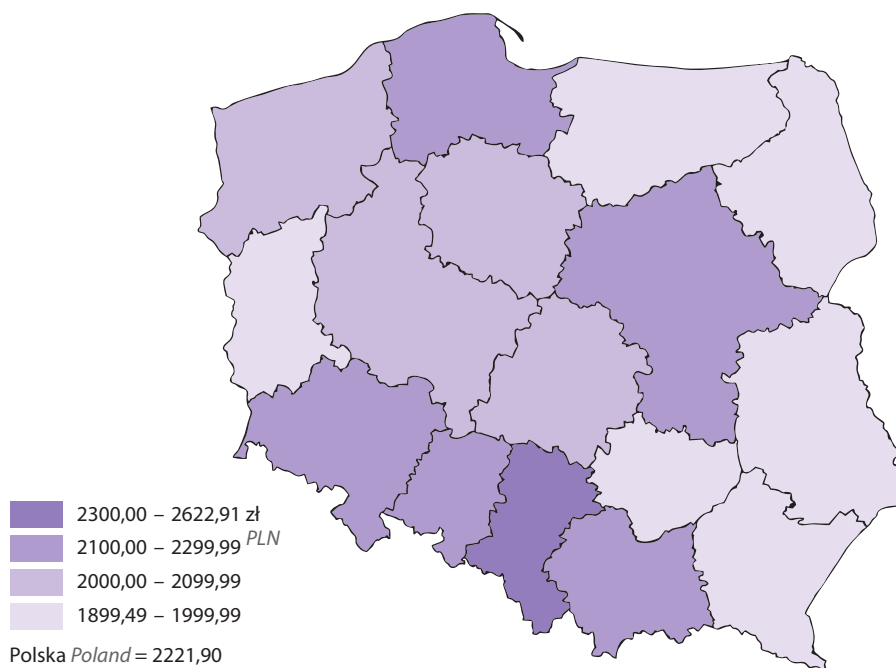 2300,00 – 2622,91 zł
2100,00 – 2299,99 PLN
2000,00 – 2099,99
1899,49 – 1999,99
Polska Poland = 2221,90